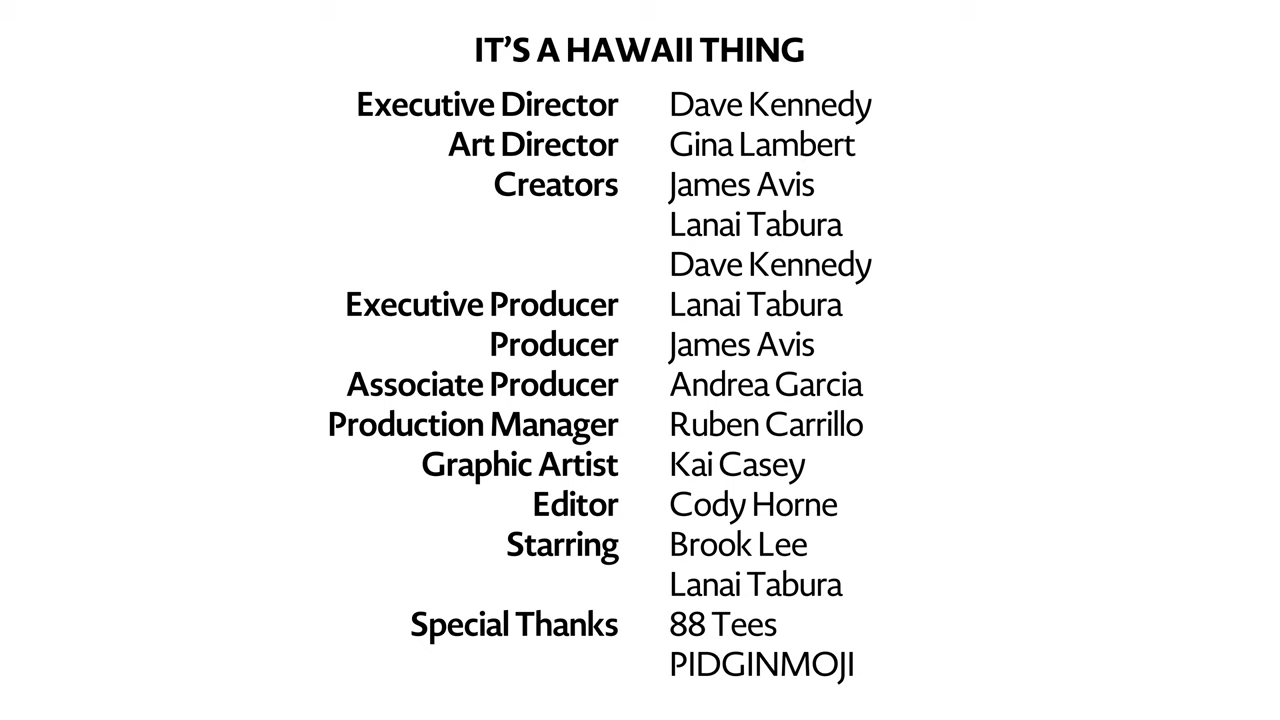 IT'S A HAWAII THING
Executive Director Dave Kennedy
Art Director Gina Lambert
Creators James Avis
Lanai Tabura
Dave Kennedy
Executive Producer Lanai Tabura
Producer James Avis
Associate Producer Andrea Garcia
Production Manager Ruben Carrillo
Graphic Artist Kai Casey
Editor Cody Horne
Starring Brook Lee
Lanai Tabura
Special Thanks 88 Tees
PIDGINMOJI